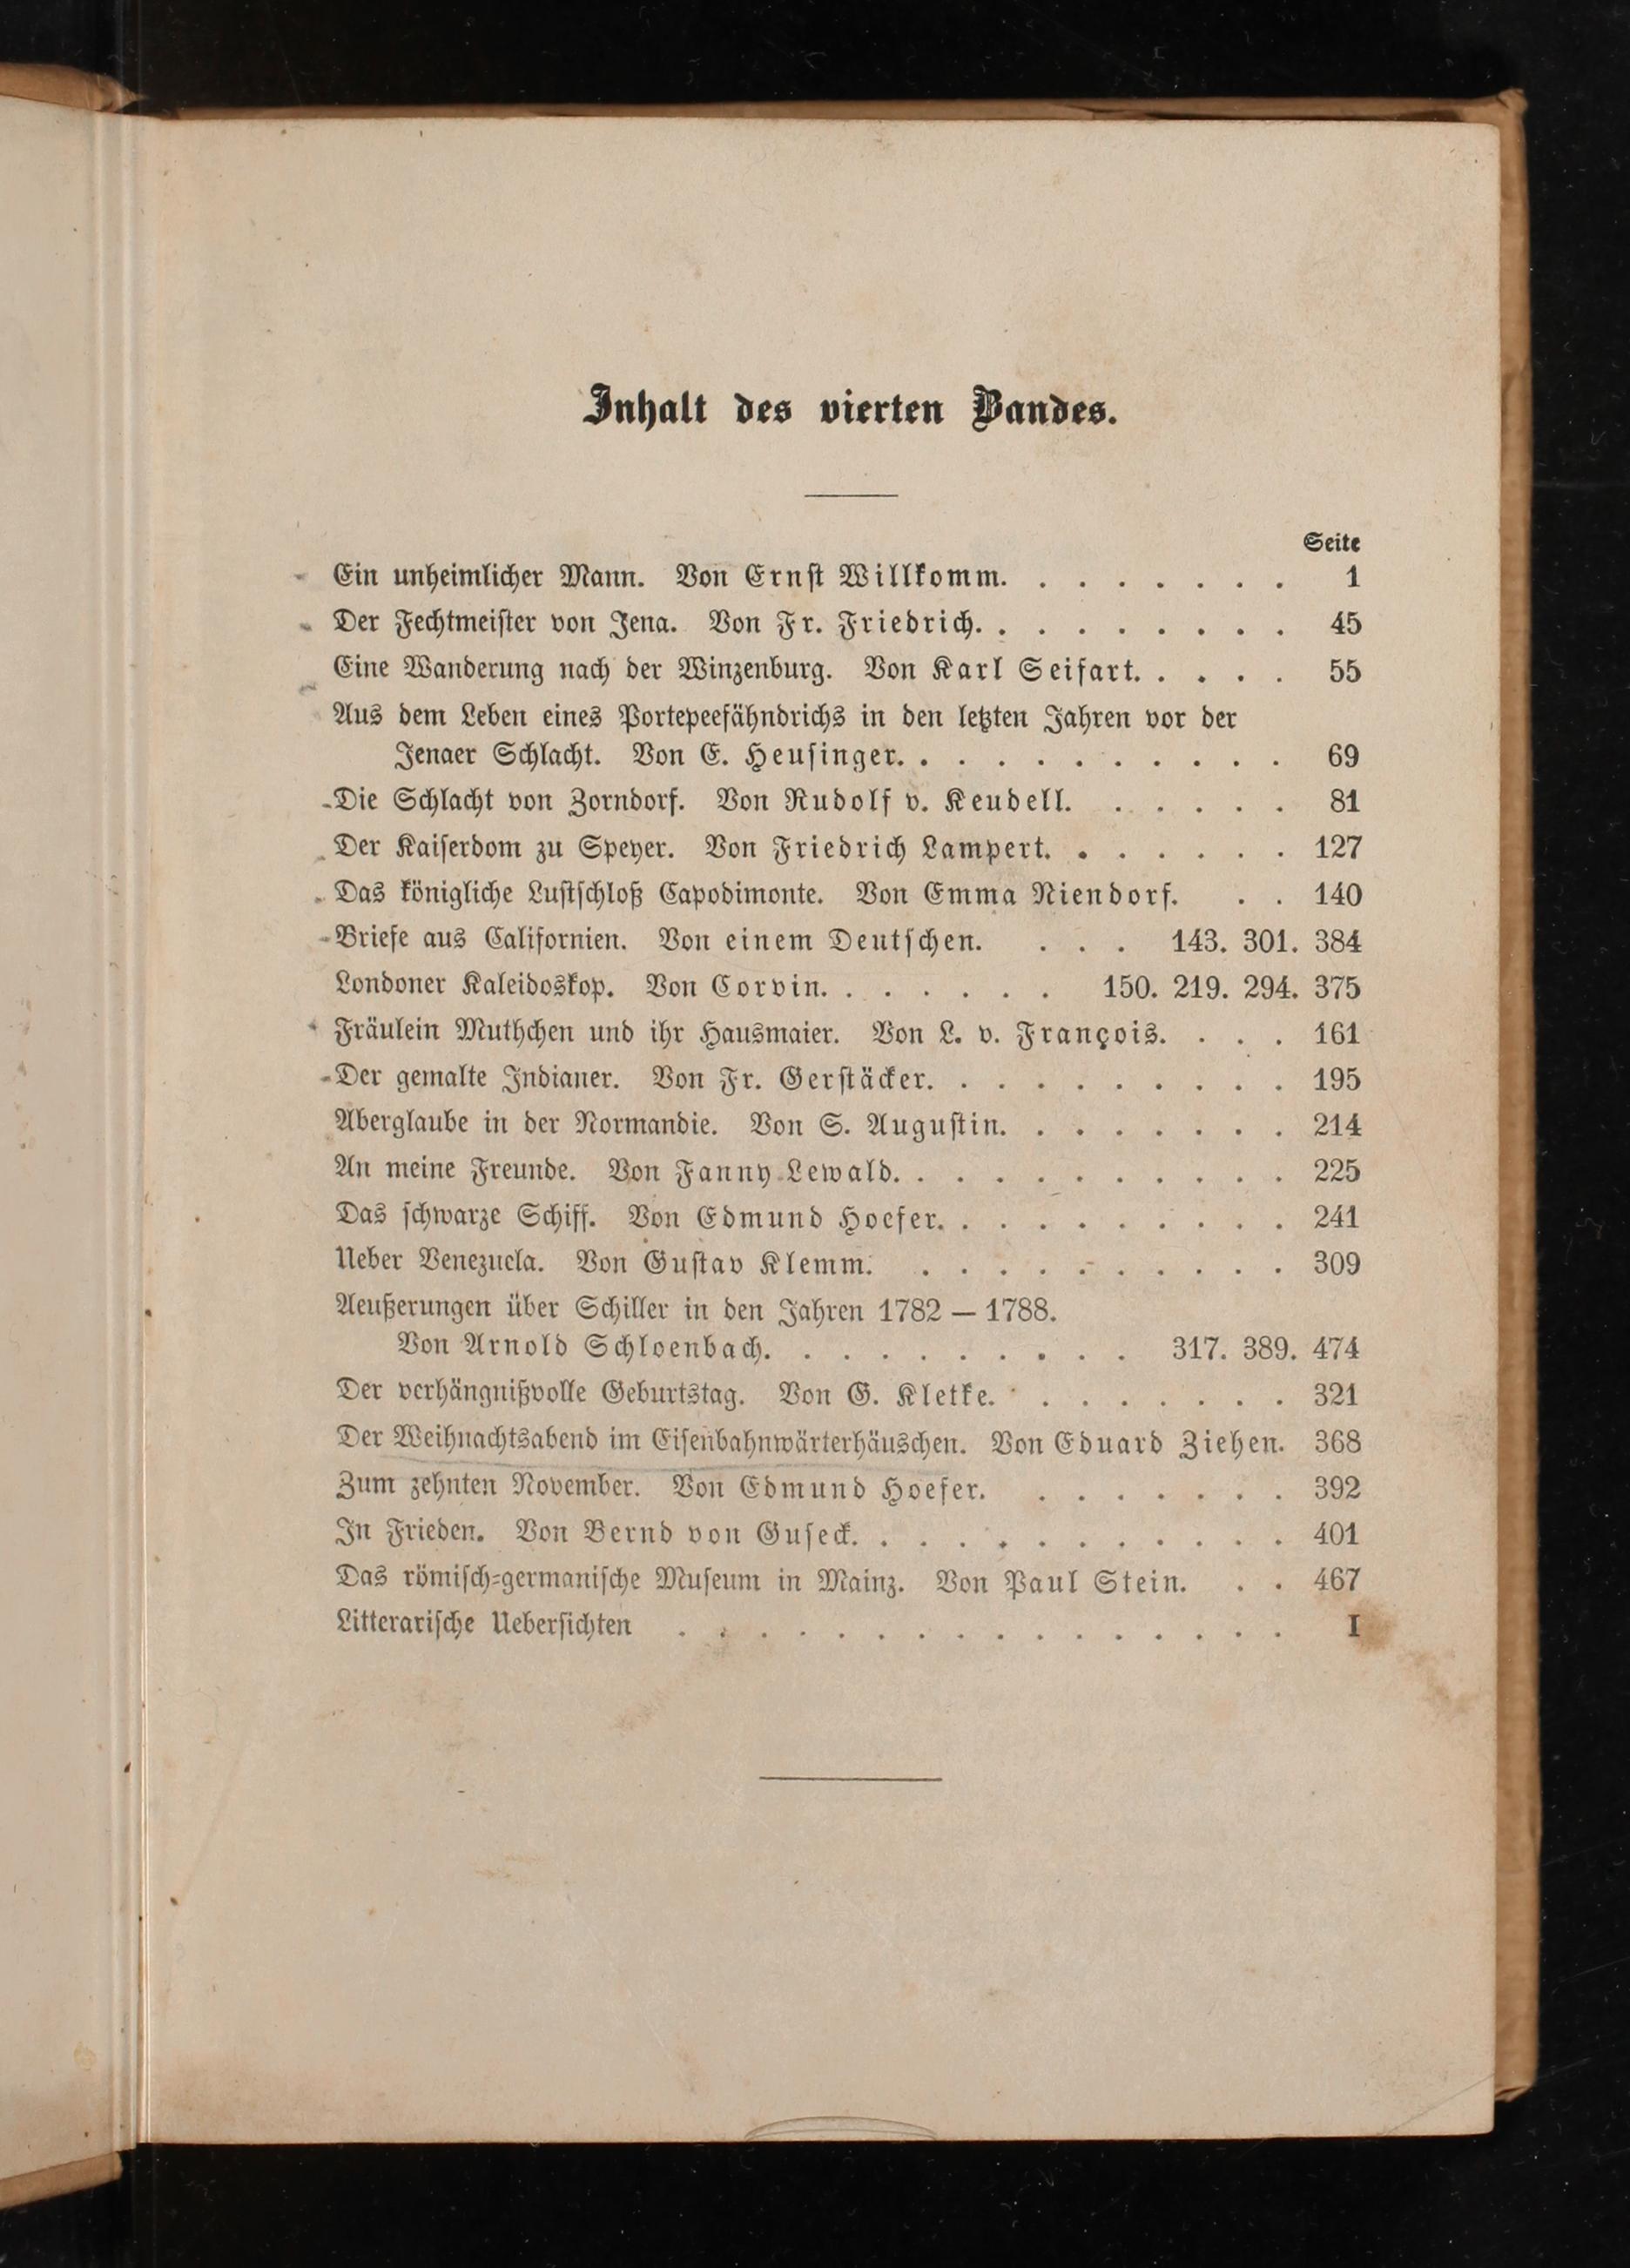 Inhalt des vierten Bandes.
Seite
Ein unheimlicher Mann. Von Ernſt Willkomm. . . . . . . . 1
Der Fechtmeiſter von Jena. Von Fr. Friedrich. . . . . . . . . 45
Eine Wanderung nach der Winzenburg. Von Karl Seifart. . . . . 55
Aus dem Leben eines Portepeefähndrichs in den letzten Jahren vor der
Jenaer Schlacht. Von E. Heuſinger. . . . . . . . . . . 69
Die Schlacht von Zorndorf. Von Rudolf v. Keudell. . . . . . 81
Der Kaiſerdom zu Speyer. Von Friedrich Lampert. . . . . . . 127
Das königliche Luſtſchloß Capodimonte. Von Emma Niendorf. . . 140
Briefe aus Californien. Von einem Deutſchen. . . . 143. 301. 384
Londoner Kaleidoskop. Von Corvin. . . . . . . 150. 219. 294. 375
Fräulein Muthchen und ihr Hausmaier. Von L. v. François. . . . 161
Der gemalte Indianer. Von Fr. Gerſtäcker. . . . . . . . . . 195
Aberglaube in der Normandie. Von S. Auguſtin. . . . . . . . 214
An meine Freunde. Von Fanny Lewald. . . . . . . . . . . 225
Das ſchwarze Schiff. Von Edmund Hoefer. . . . . . . . . . 241
Ueber Venezuela. Von Guſtav Klemm. . . . . . . . . . . 309
Aeußerungen über Schiller in den Jahren 1782 — 1788.
Von Arnold Schloenbach. . . . . . . . . . 317. 389. 474
Der verhängnißvolle Geburtstag. Von G. Kletke. . . . . . . . 321
Der Weihnachtsabend im Eiſenbahnwärterhäuschen. Von Eduard Ziehen. 368
Zum zehnten November. Von Edmund Hoefer. . . . . . . . 392
In Frieden. Von Bernd von Guſeck. . . . . . . . . . . . 401
Das römiſch-germaniſche Muſeum in Mainz. Von Paul Stein. . . 467
Litterariſche Ueberſichten . . . . . . . . . . . . . . . . I